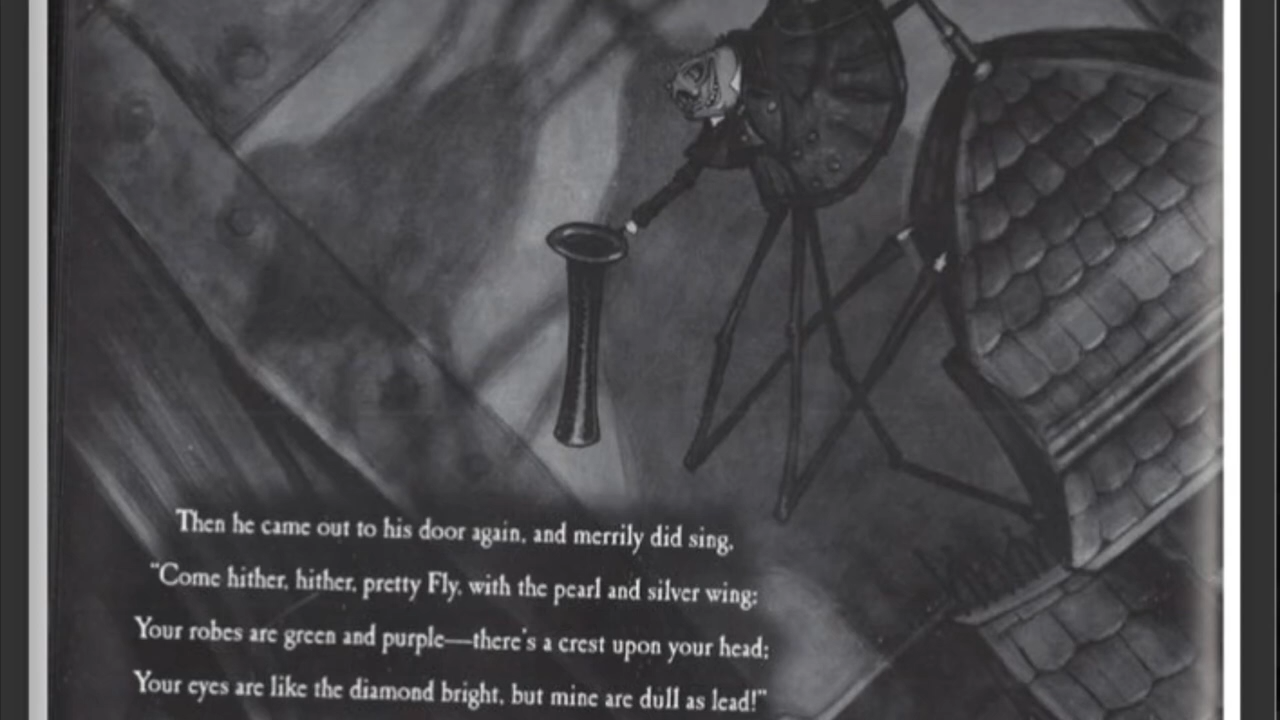 Then he came out to his door again, and merrily did sing,
“Come hither, hither, pretty Fly, with the pearl and silver wing;
Your robes are green and purple—there's a crest upon your head;
Your eyes are like the diamond bright, but mine are dull as lead!”